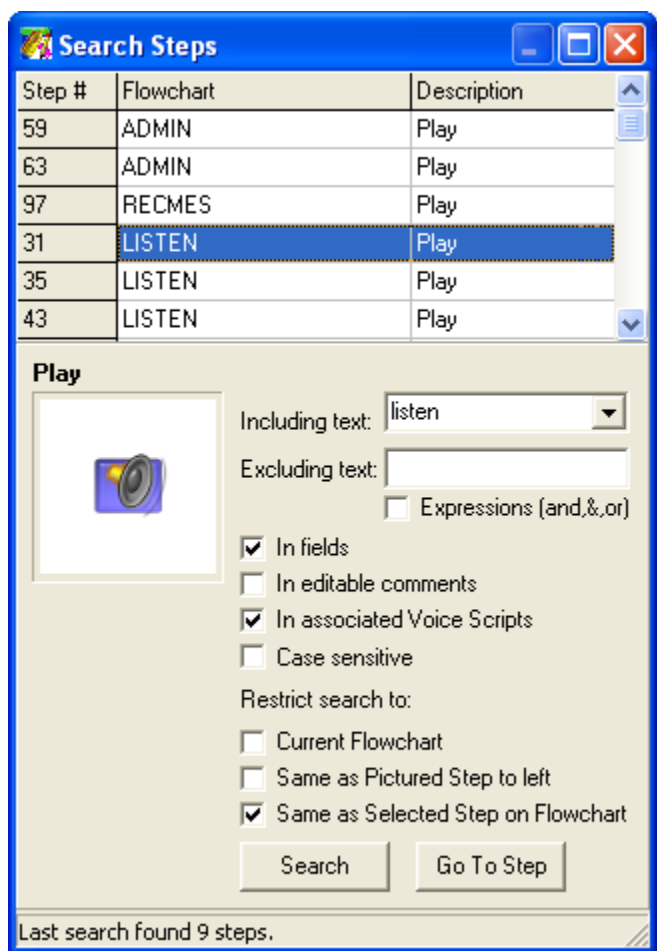 Search Steps
Step # Flowchart Description
59 ADMIN Play
63 ADMIN Play
97 RECMES Play
31 LISTEN Play
35 LISTEN Play
43 LISTEN Play
Play
Including text: listen
Excluding text:
Expressions (and,&,or)
In fields
In editable comments
In associated Voice Scripts
Case sensitive
Restrict search to:
Current Flowchart
Same as Pictured Step to left
Same as Selected Step on Flowchart
Search Go To Step
Last search found 9 steps.